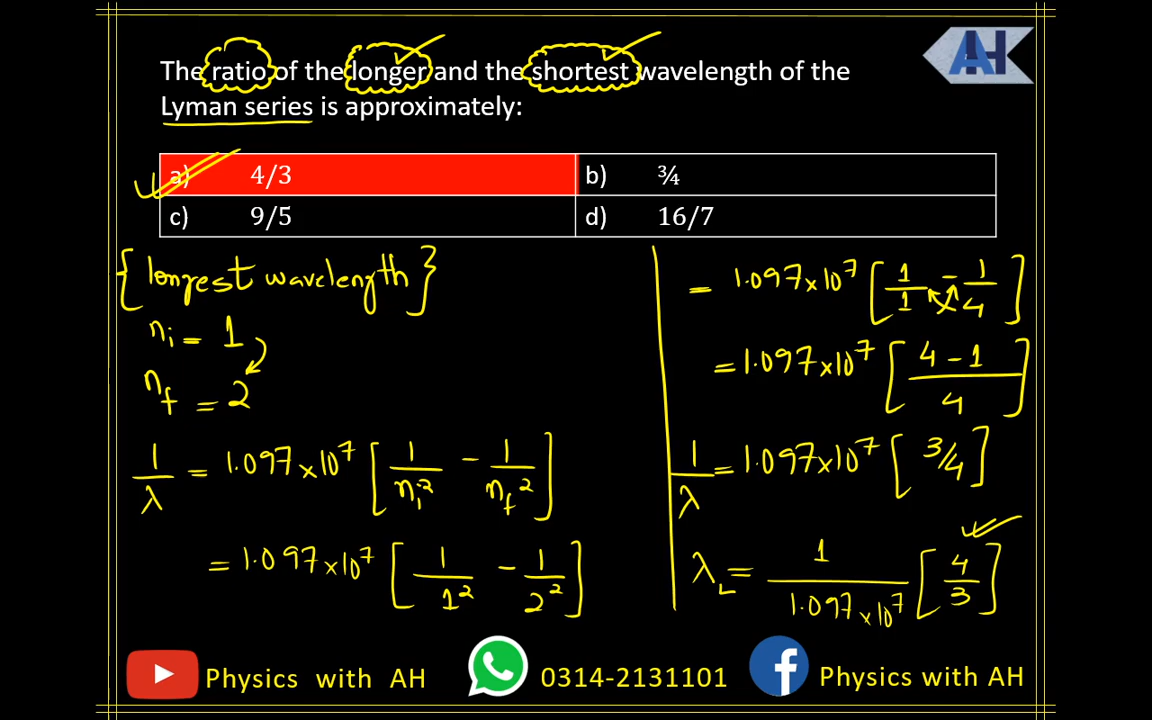 The ratio of the longer and the shortest wavelength of the
Lyman series is approximately:
AH
a) 4/3 b) ¾
c) 9/5 d) 16/7
{longest wavelength}
nᵢ = 1
n_f = 2
1/λ = 1.097×10⁷ [1/nᵢ² − 1/n_f²]
= 1.097×10⁷ [1/1² − 1/2²]
= 1.097×10⁷ [1/1 − 1/4]
= 1.097×10⁷ [4−1/4]
1/λ = 1.097×10⁷ [3/4]
λ_L = 1/1.097×10⁷ [4/3]
Physics with AH
0314-2131101
Physics with AH